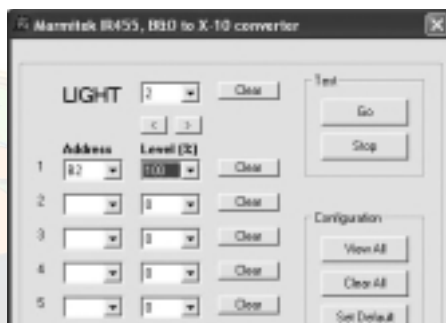 Marmitek IR455, B&O to X-10 converter
LIGHT 2 Clear
< >
Address Level (%)
1 B2 100 Clear
2 0 Clear
3 0 Clear
4 0 Clear
5 0 Clear
Test
Go
Stop
Configuration
View All
Clear All
Set Default